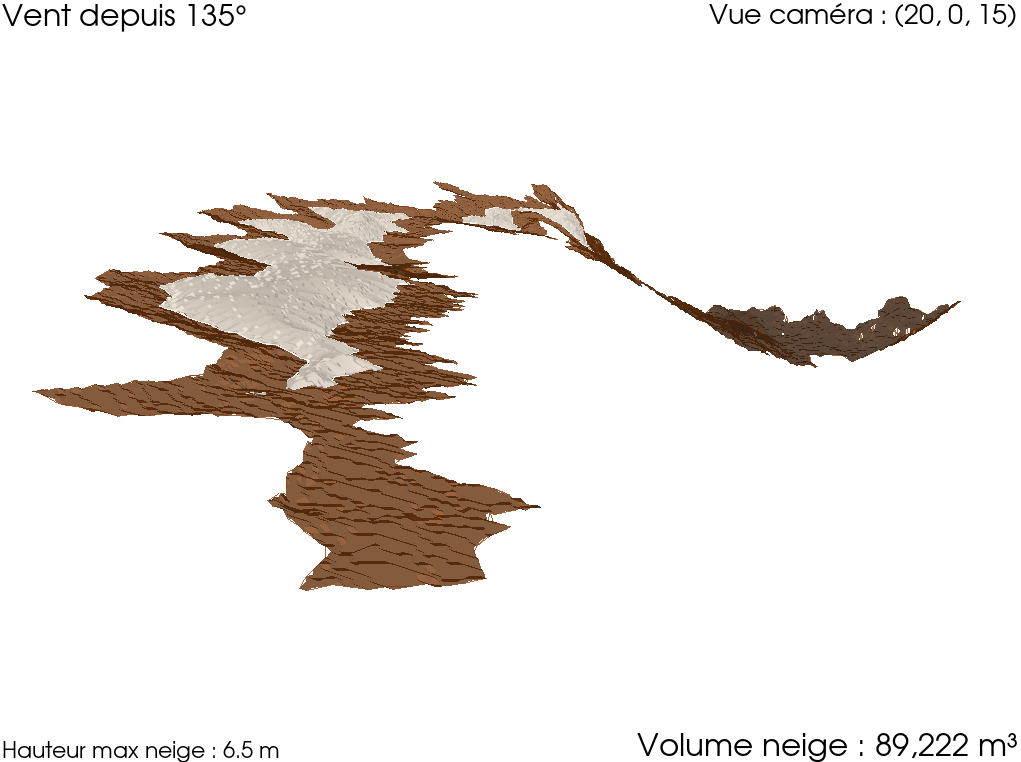 Vent depuis 135°
Vue caméra : (20, 0, 15)
Hauteur max neige : 6.5 m
Volume neige : 89,222 m³